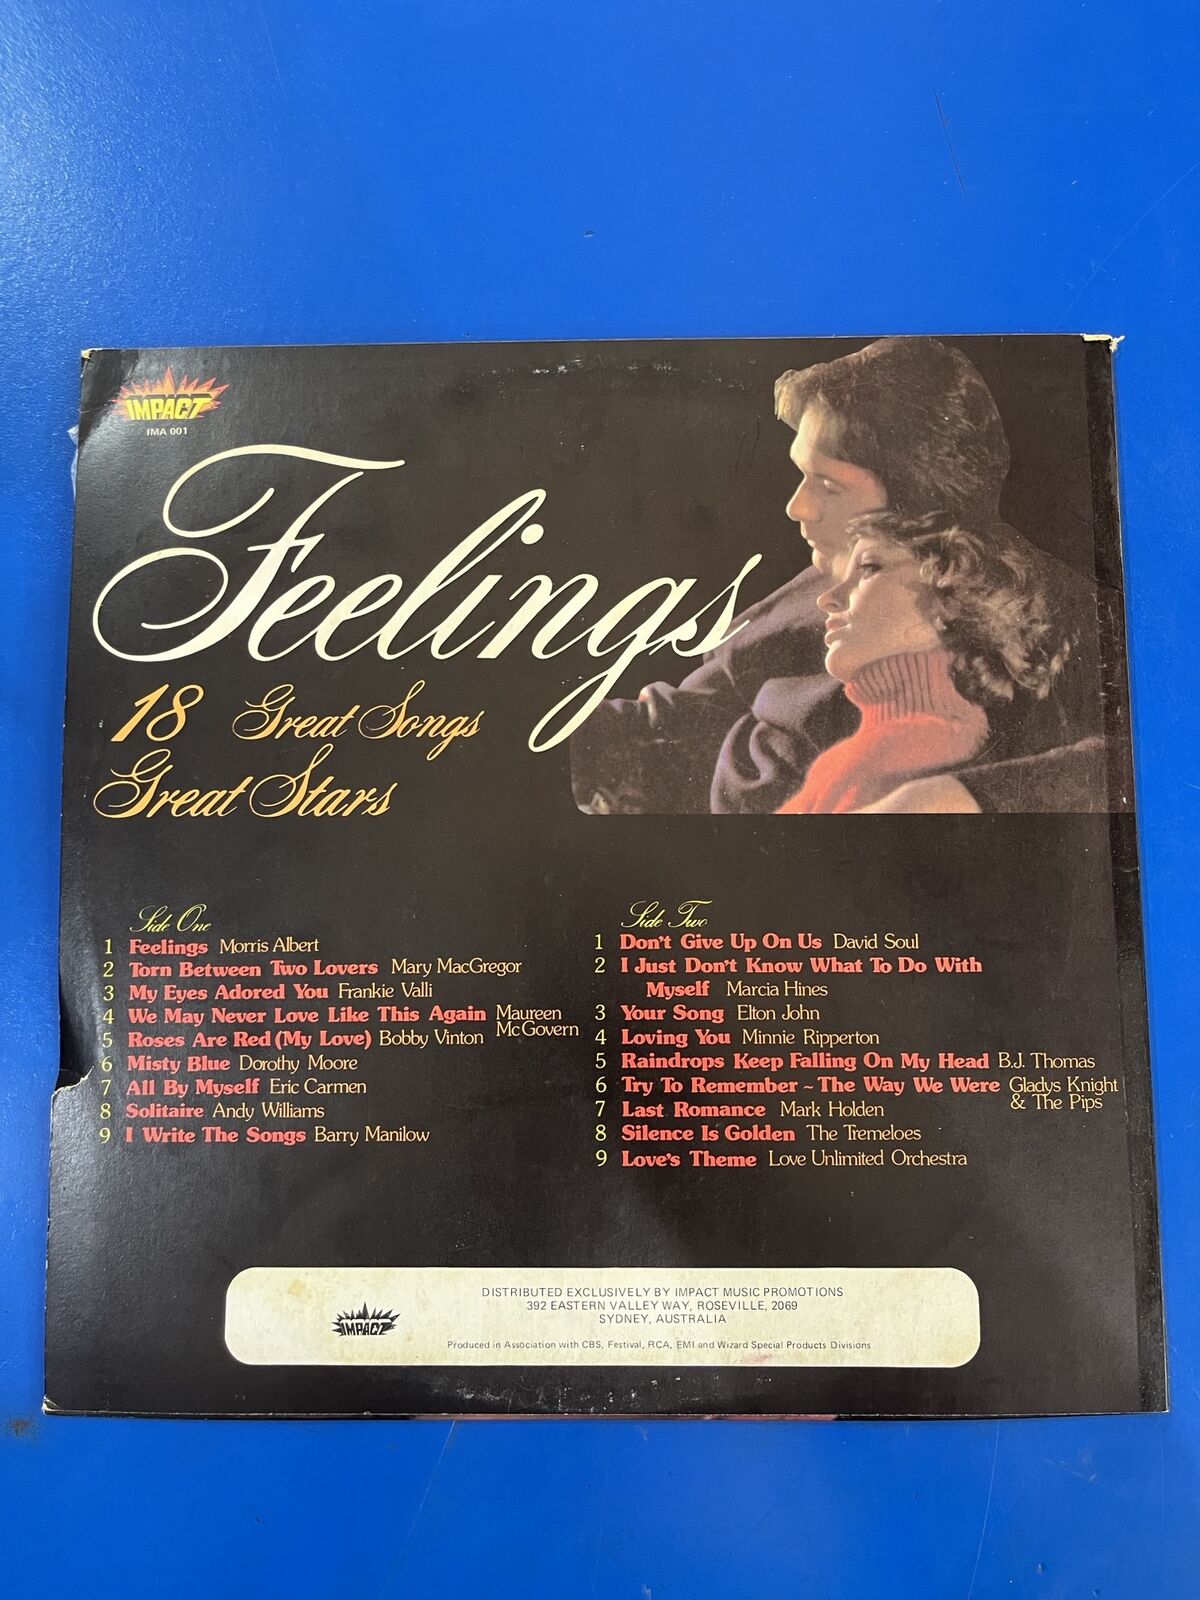 IMPACT
IMA 001
Feelings
18 Great Songs
Great Stars
Side One
1 Feelings Morris Albert
2 Torn Between Two Lovers Mary MacGregor
3 My Eyes Adored You Frankie Valli
4 We May Never Love Like This Again Maureen McGovern
5 Roses Are Red (My Love) Bobby Vinton
6 Misty Blue Dorothy Moore
7 All By Myself Eric Carmen
8 Solitaire Andy Williams
9 I Write The Songs Barry Manilow
Side Two
1 Don't Give Up On Us David Soul
2 I Just Don't Know What To Do With
Myself Marcia Hines
3 Your Song Elton John
4 Loving You Minnie Ripperton
5 Raindrops Keep Falling On My Head B.J. Thomas
6 Try To Remember ~ The Way We Were Gladys Knight
& The Pips
7 Last Romance Mark Holden
8 Silence Is Golden The Tremeloes
9 Love's Theme Love Unlimited Orchestra
IMPACT
DISTRIBUTED EXCLUSIVELY BY IMPACT MUSIC PROMOTIONS
392 EASTERN VALLEY WAY, ROSEVILLE, 2069
SYDNEY, AUSTRALIA
Produced in Association with CBS, Festival, RCA, EMI and Wizard Special Products Divisions